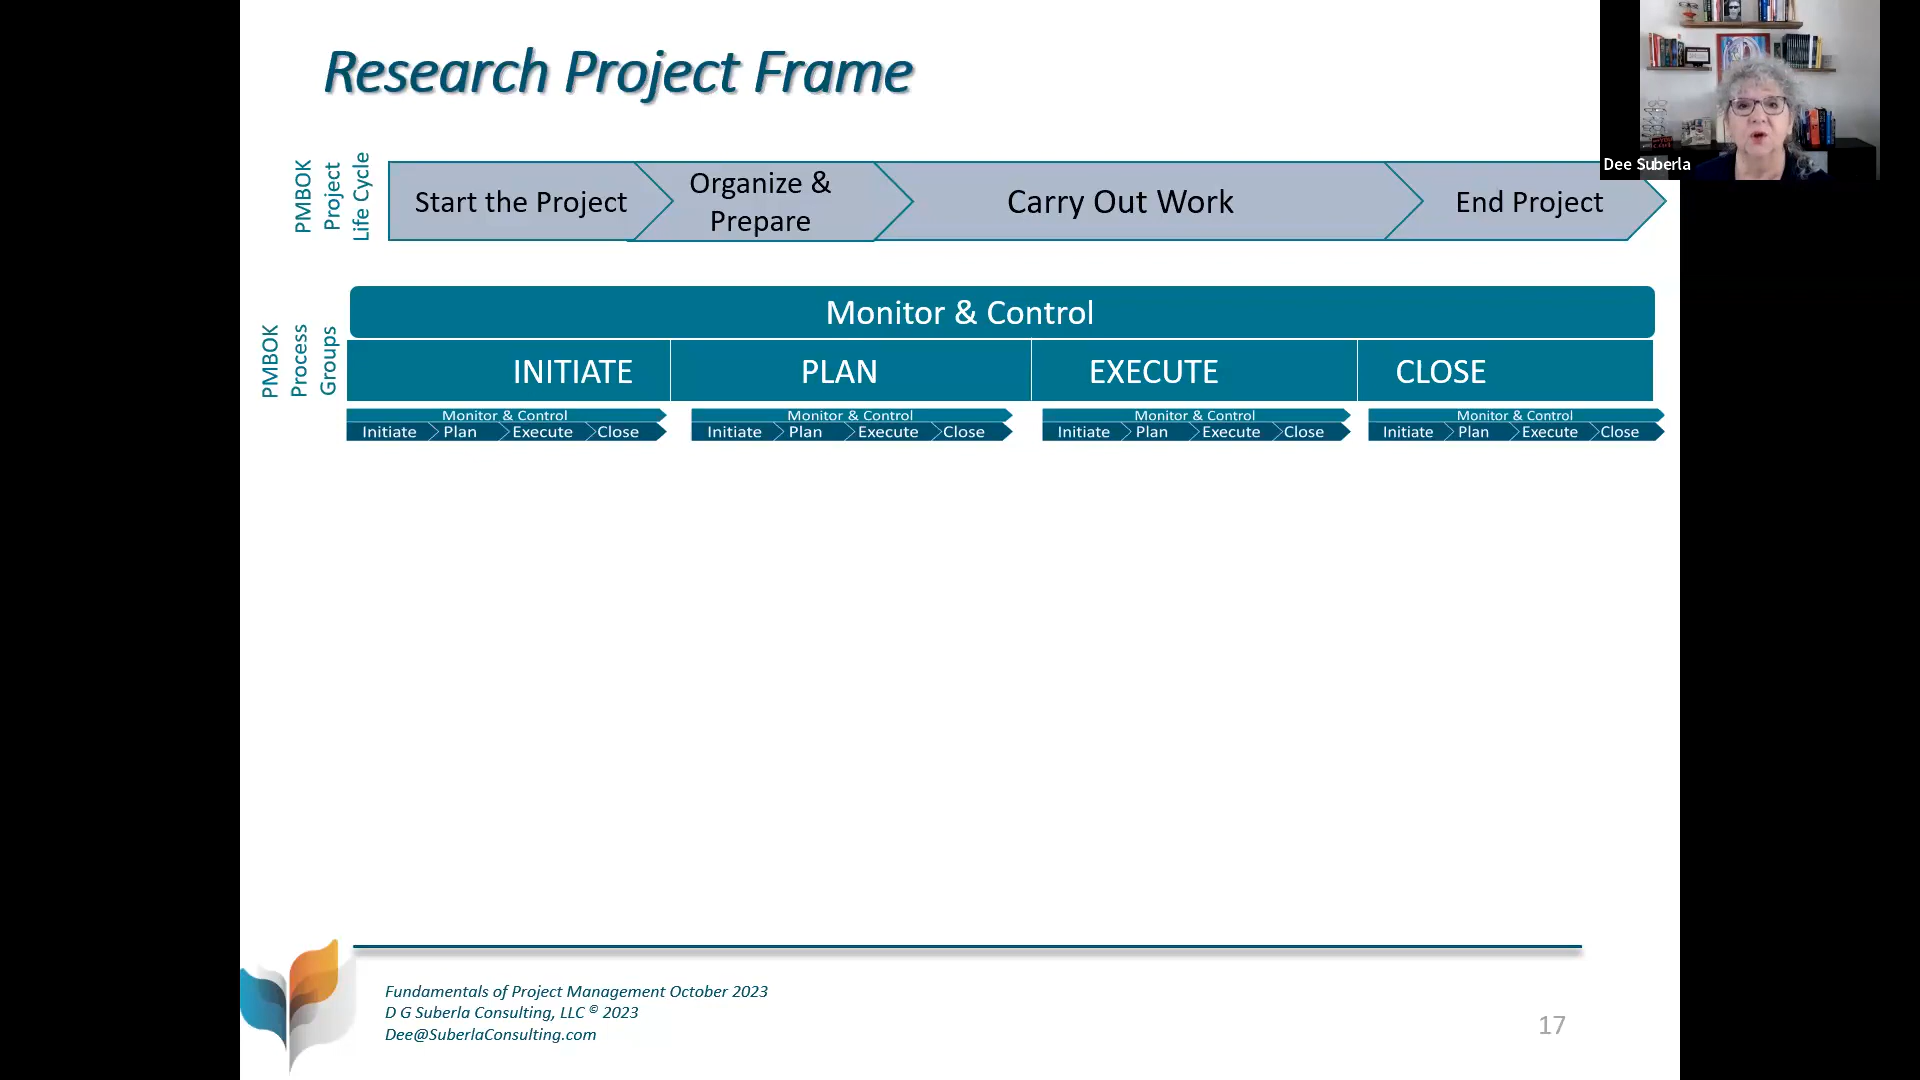 Research Project Frame
Dee Suberla
PMBOK
Project
Life Cycle
Start the Project
Organize &
Prepare
Carry Out Work
End Project
PMBOK
Process
Groups
Monitor & Control
INITIATE
PLAN
EXECUTE
CLOSE
Monitor & Control
Initiate
Plan
Execute
Close
Monitor & Control
Initiate
Plan
Execute
Close
Monitor & Control
Initiate
Plan
Execute
Close
Monitor & Control
Initiate
Plan
Execute
Close
Fundamentals of Project Management October 2023
D G Suberla Consulting, LLC © 2023
Dee@SuberlaConsulting.com
17